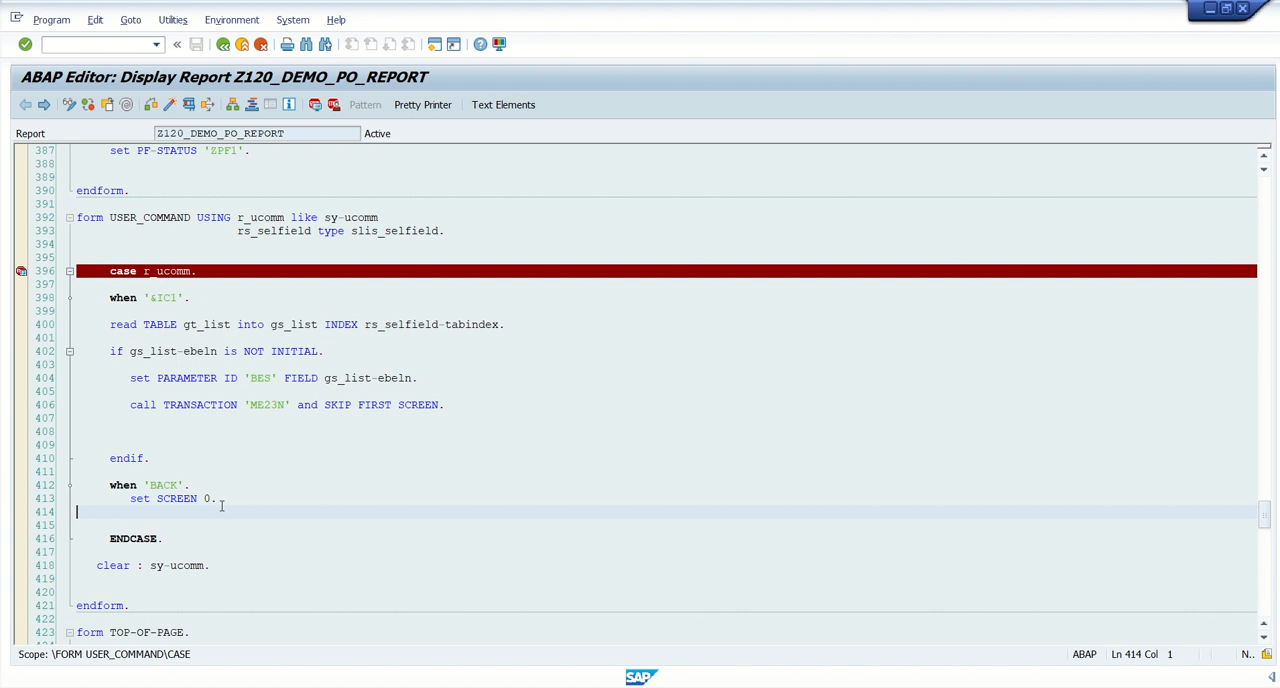 Program Edit Goto Utilities Environment System Help
ABAP Editor: Display Report Z120_DEMO_PO_REPORT
Pattern Pretty Printer Text Elements
Report Z120_DEMO_PO_REPORT Active
387 set PF-STATUS 'ZPF1'.
388
389
390 endform.
391
392 form USER_COMMAND USING r_ucomm like sy-ucomm
393 rs_selfield type slis_selfield.
394
395
396 case r_ucomm.
397
398 when '&IC1'.
399
400 read TABLE gt_list into gs_list INDEX rs_selfield-tabindex.
401
402 if gs_list-ebeln is NOT INITIAL.
403
404 set PARAMETER ID 'BES' FIELD gs_list-ebeln.
405
406 call TRANSACTION 'ME23N' and SKIP FIRST SCREEN.
407
408
409
410 endif.
411
412 when 'BACK'.
413 set SCREEN 0.
414
415
416 ENDCASE.
417
418 clear : sy-ucomm.
419
420
421 endform.
422
423 form TOP-OF-PAGE.
Scope: \FORM USER_COMMAND\CASE ABAP Ln 414 Col 1 N..
SAP